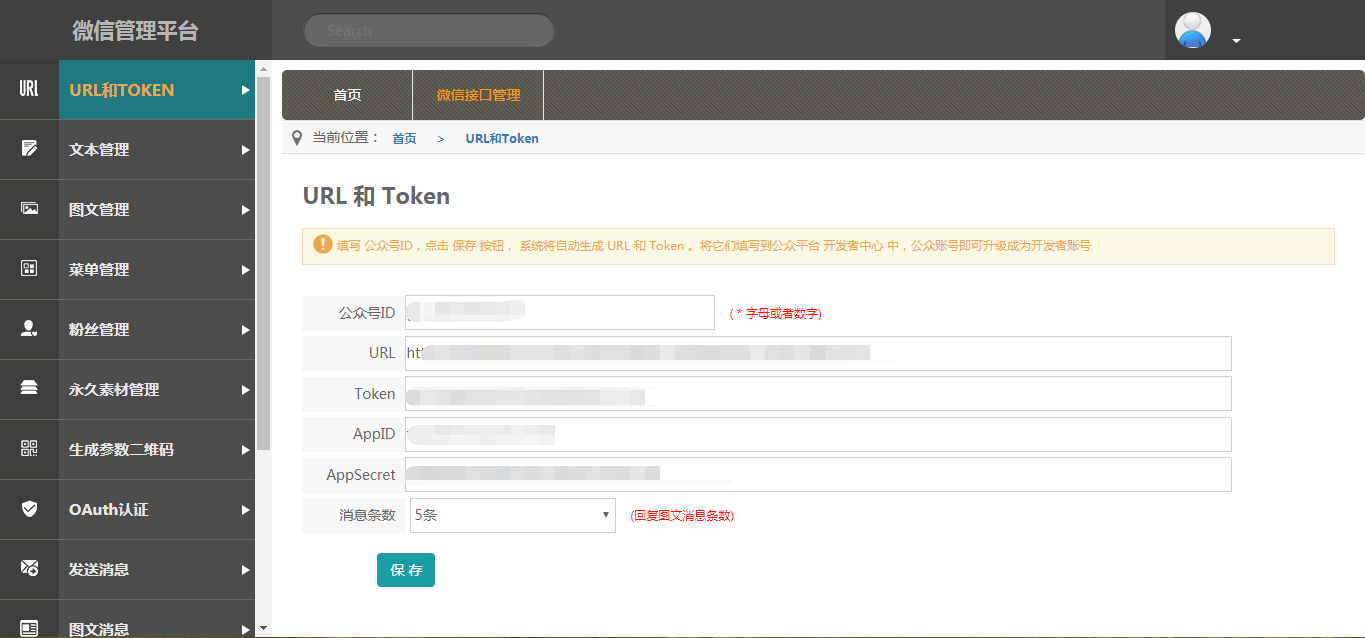 微信管理平台
Search
URL
URL和TOKEN
文本管理
图文管理
菜单管理
粉丝管理
永久素材管理
生成参数二维码
OAuth认证
发送消息
图文消息
首页
微信接口管理
当前位置：
首页
>
URL和Token
URL 和 Token
填写 公众号ID，点击 保存 按钮， 系统将自动生成 URL 和 Token 。将它们填写到公众平台 开发者中心 中，公众账号即可升级成为开发者账号
公众号ID
( * 字母或者数字)
URL
Token
AppID
AppSecret
消息条数
5条
(回复图文消息条数)
保 存